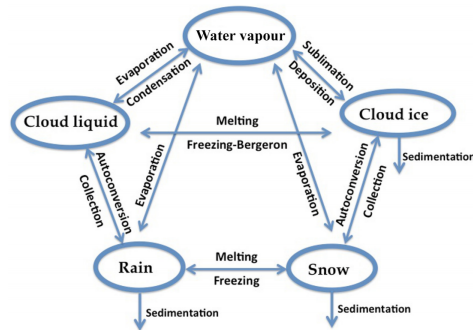 Water vapour
Evaporation
Condensation
Sublimation
Deposition
Cloud liquid
Cloud ice
Melting
Freezing-Bergeron
Sedimentation
Autoconversion
Collection
Evaporation
Evaporation
Autoconversion
Collection
Rain
Melting
Freezing
Snow
Sedimentation
Sedimentation